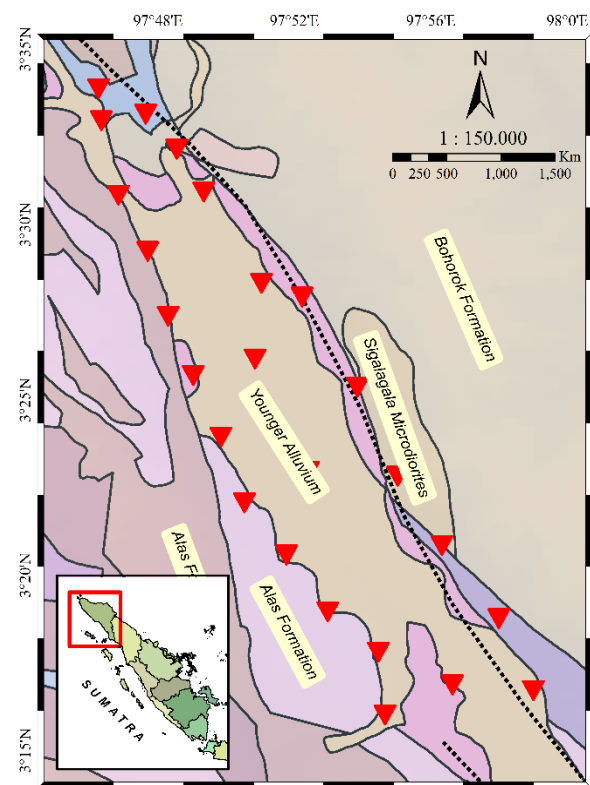 97°48'E 97°52'E 97°56'E 98°0'E
3°35'N
3°30'N
3°25'N
3°20'N
3°15'N
N
1 : 150.000
Km
0 250 500 1,000 1,500
Bohorok Formation
Sigalagala Microdiorites
Younger Alluvium
Alas F
Alas Formation
SUMATRA